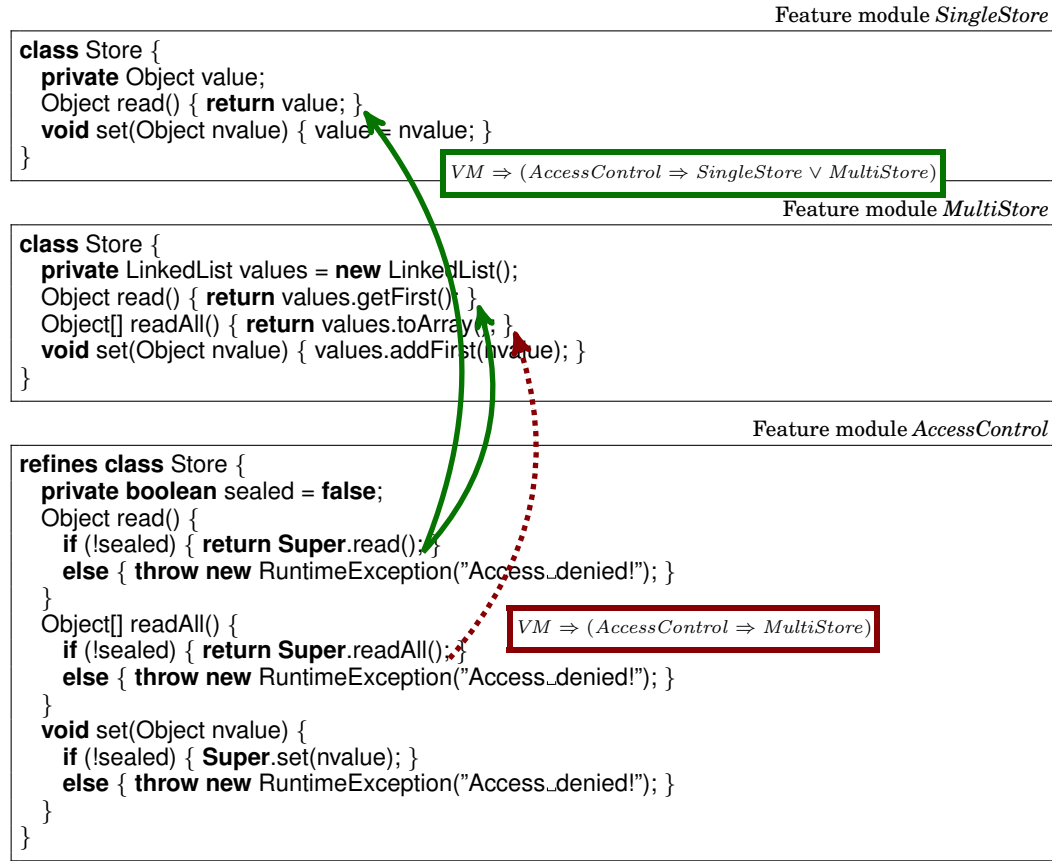 Feature module SingleStore
class Store {
private Object value;
Object read() { return value; }
void set(Object nvalue) { value = nvalue; }
}
VM ⇒ (AccessControl ⇒ SingleStore ∨ MultiStore)
Feature module MultiStore
class Store {
private LinkedList values = new LinkedList();
Object read() { return values.getFirst(); }
Object[] readAll() { return values.toArray(); }
void set(Object nvalue) { values.addFirst(nvalue); }
}
Feature module AccessControl
refines class Store {
private boolean sealed = false;
Object read() {
if (!sealed) { return Super.read(); }
else { throw new RuntimeException("Access␣denied!"); }
}
Object[] readAll() {
VM ⇒ (AccessControl ⇒ MultiStore)
if (!sealed) { return Super.readAll(); }
else { throw new RuntimeException("Access␣denied!"); }
}
void set(Object nvalue) {
if (!sealed) { Super.set(nvalue); }
else { throw new RuntimeException("Access␣denied!"); }
}
}